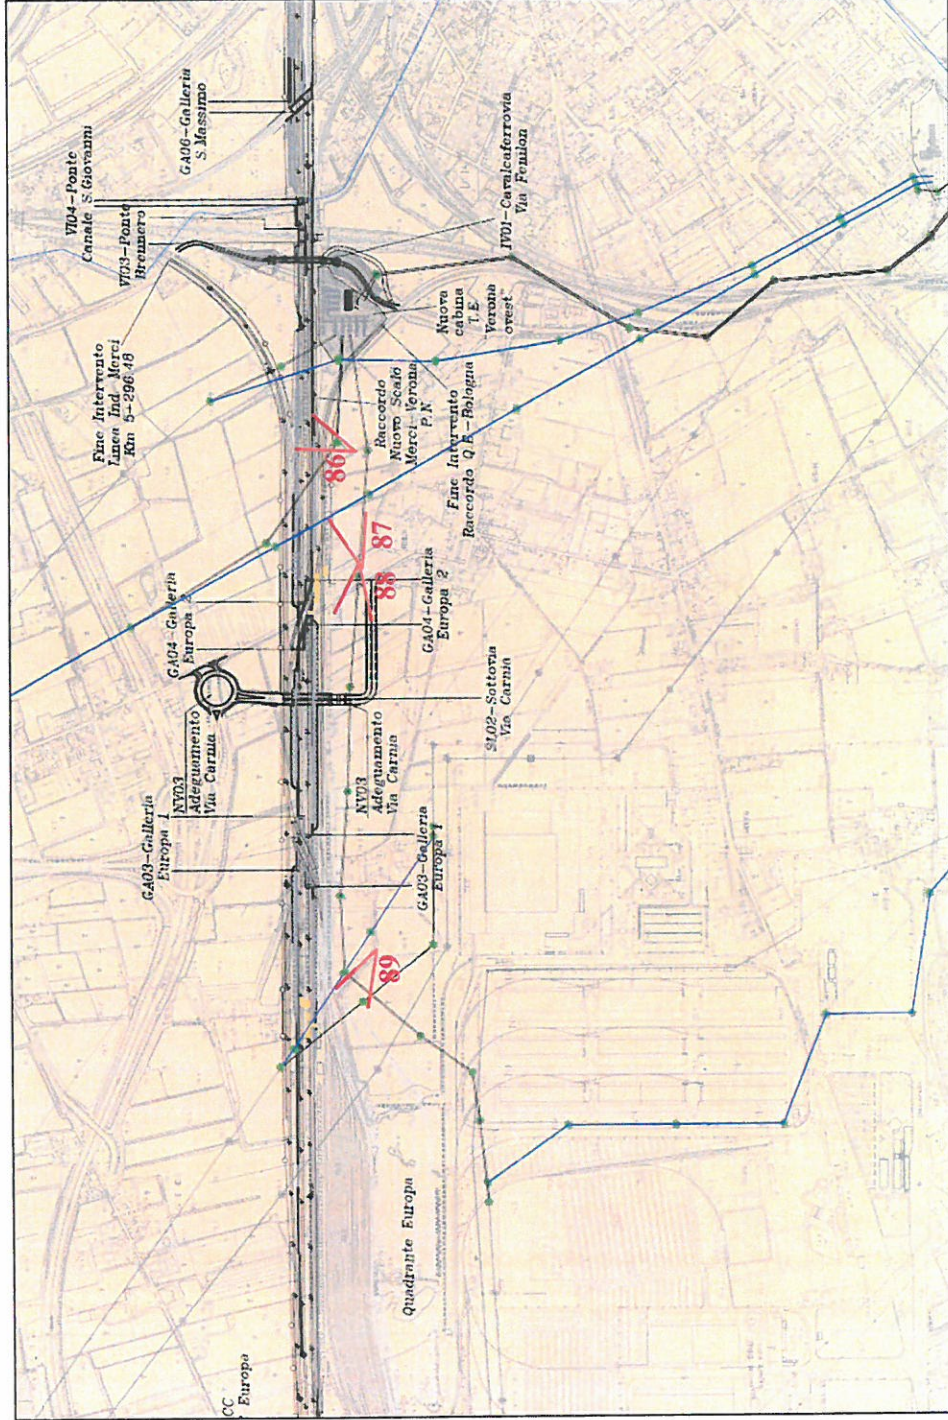 CC
Europa
Quadrante Europa
GA03-Galleria
Europa 1
NV03
Adeguamento
Via Carnia
GA04-Galleria
Europa 2
Fine Intervento
Linea Ind. Merci
Km 5+296.48
VI03-Ponte
Brennero
VI04-Ponte
Canale S.Giovanni
GA06-Galleria
S. Massimo
89
GA03-Galleria
Europa 1
NV03
Adeguamento
Via Carnia
SL02-Sottovia
Via Carnia
88
87
GA04-Galleria
Europa 2
86
Raccordo
Nuovo Scalo
Merci-Verona
P.N.
Fine Intervento
Raccordo Q.E.-Bologna
Nuova
cabina
T.E.
Verona
ovest
IV01-Cavalcaferrovia
Via Fenilon